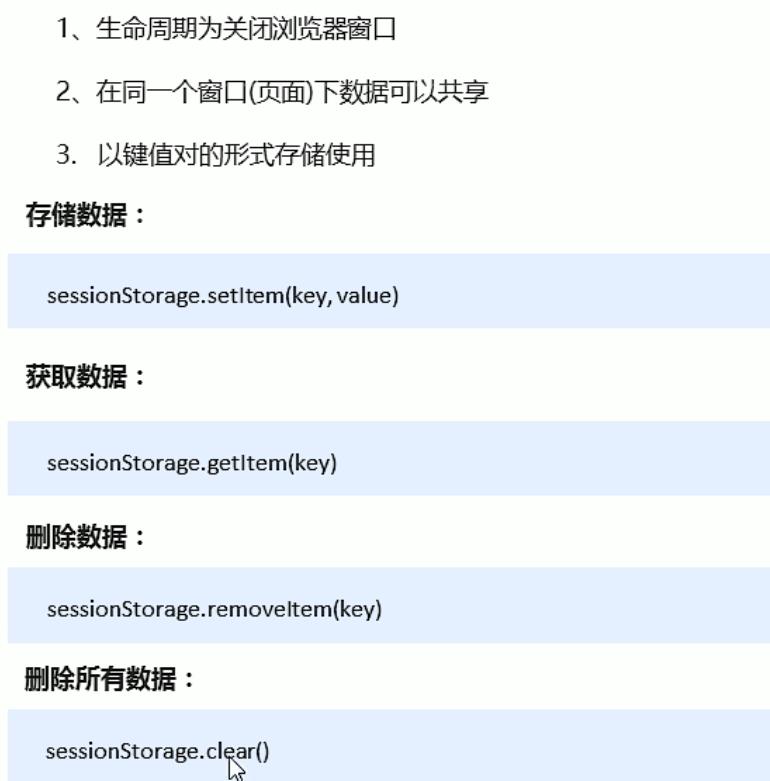 1、生命周期为关闭浏览器窗口
2、在同一个窗口(页面)下数据可以共享
3. 以键值对的形式存储使用
存储数据：
sessionStorage.setItem(key, value)
获取数据：
sessionStorage.getItem(key)
删除数据：
sessionStorage.removeItem(key)
删除所有数据：
sessionStorage.clear()